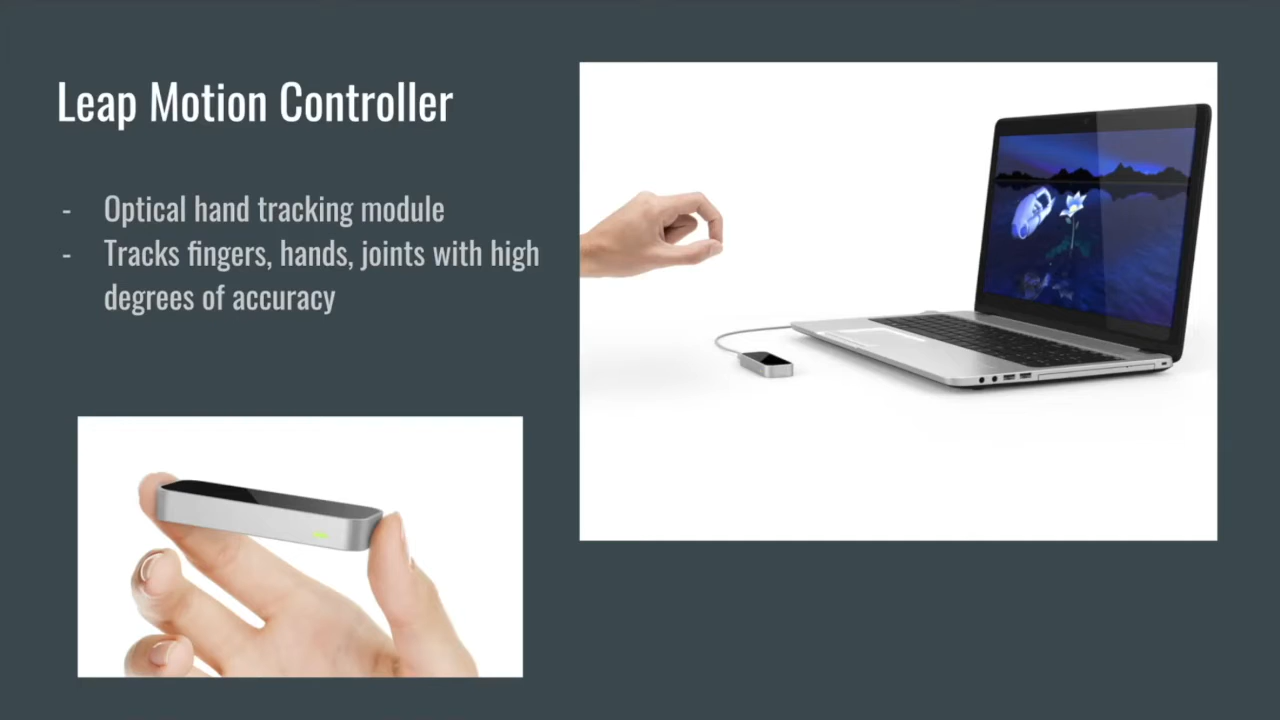 Leap Motion Controller
- Optical hand tracking module
- Tracks fingers, hands, joints with high
degrees of accuracy